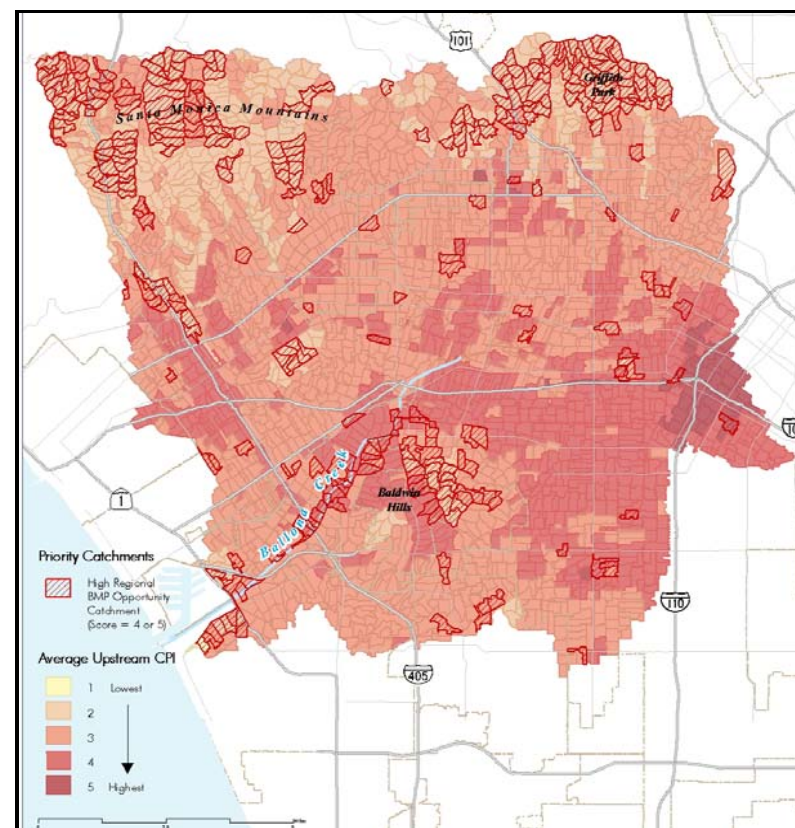 101
Griffith
Park
Santa Monica Mountains
10
Ballona Creek
Baldwin
Hills
1
Priority Catchments
High Regional
BMP Opportunity
Catchment
(Score = 4 or 5)
110
Average Upstream CPI
405
1 Lowest
2
3
4
5 Highest